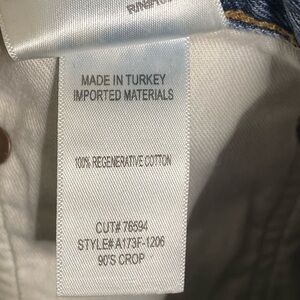 MADE IN TURKEY
IMPORTED MATERIALS
100% REGENERATIVE COTTON
CUT# 76594
STYLE# A173F-1206
90'S CROP